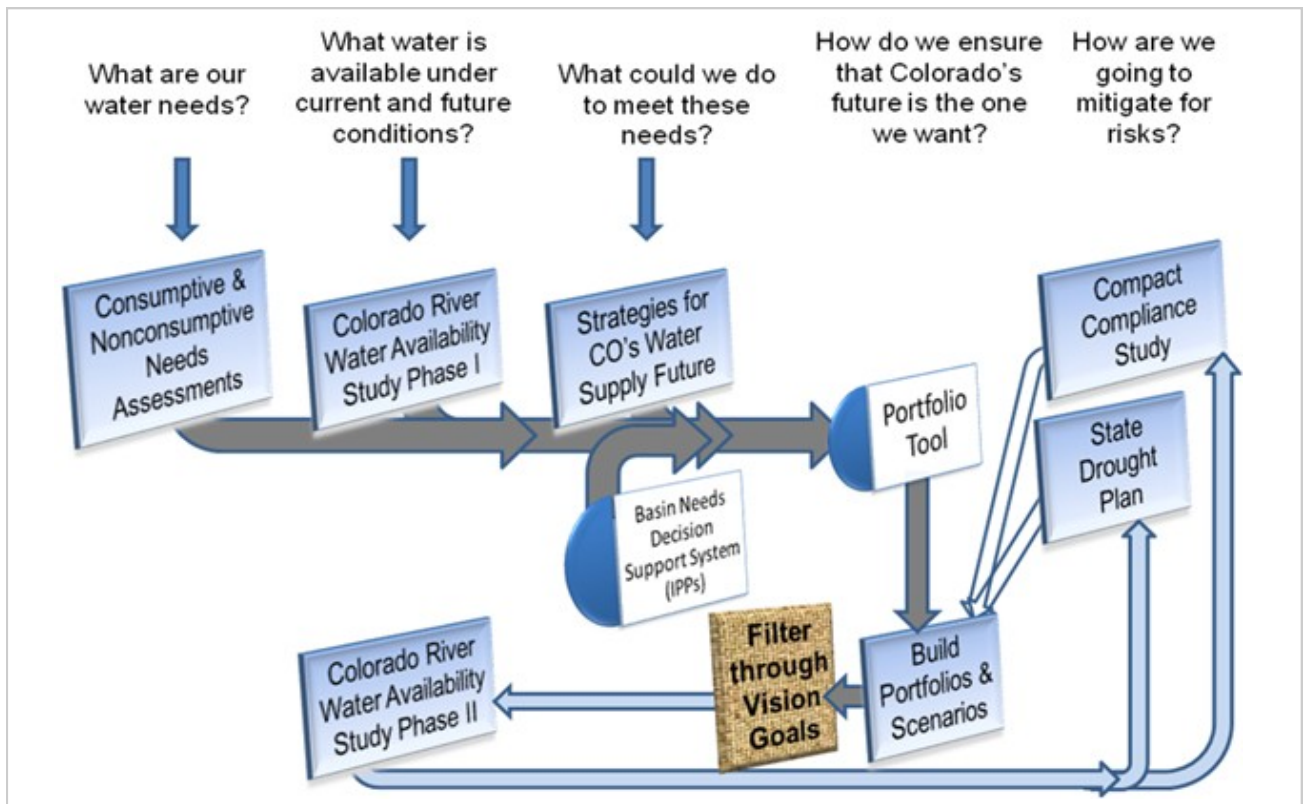 What are our
water needs?
What water is
available under
current and future
conditions?
What could we do
to meet these
needs?
How do we ensure
that Colorado's
future is the one
we want?
How are we
going to
mitigate for
risks?
Consumptive &
Nonconsumptive
Needs
Assessments
Colorado River
Water Availability
Study Phase I
Strategies for
CO's Water
Supply Future
Compact
Compliance
Study
Portfolio
Tool
State
Drought
Plan
Basin Needs
Decision
Support System
(IPPs)
Colorado River
Water Availability
Study Phase II
Filter
through
Vision
Goals
Build
Portfolios &
Scenarios